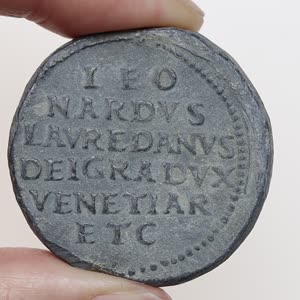 LEO
NARDVS
LAVREDANVS
DEIGRADVX
VENETIAR
ETC